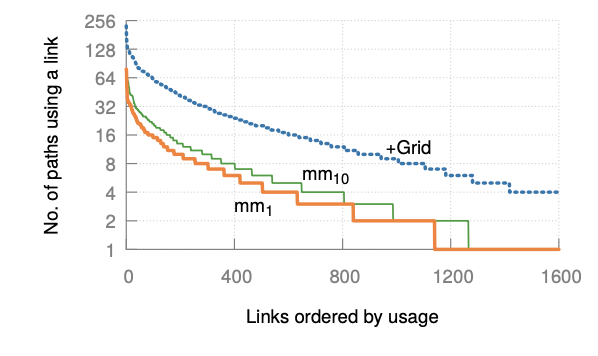 No. of paths using a link
256
128
64
32
16
8
4
2
1
+Grid
mm10
mm1
0
400
800
1200
1600
Links ordered by usage